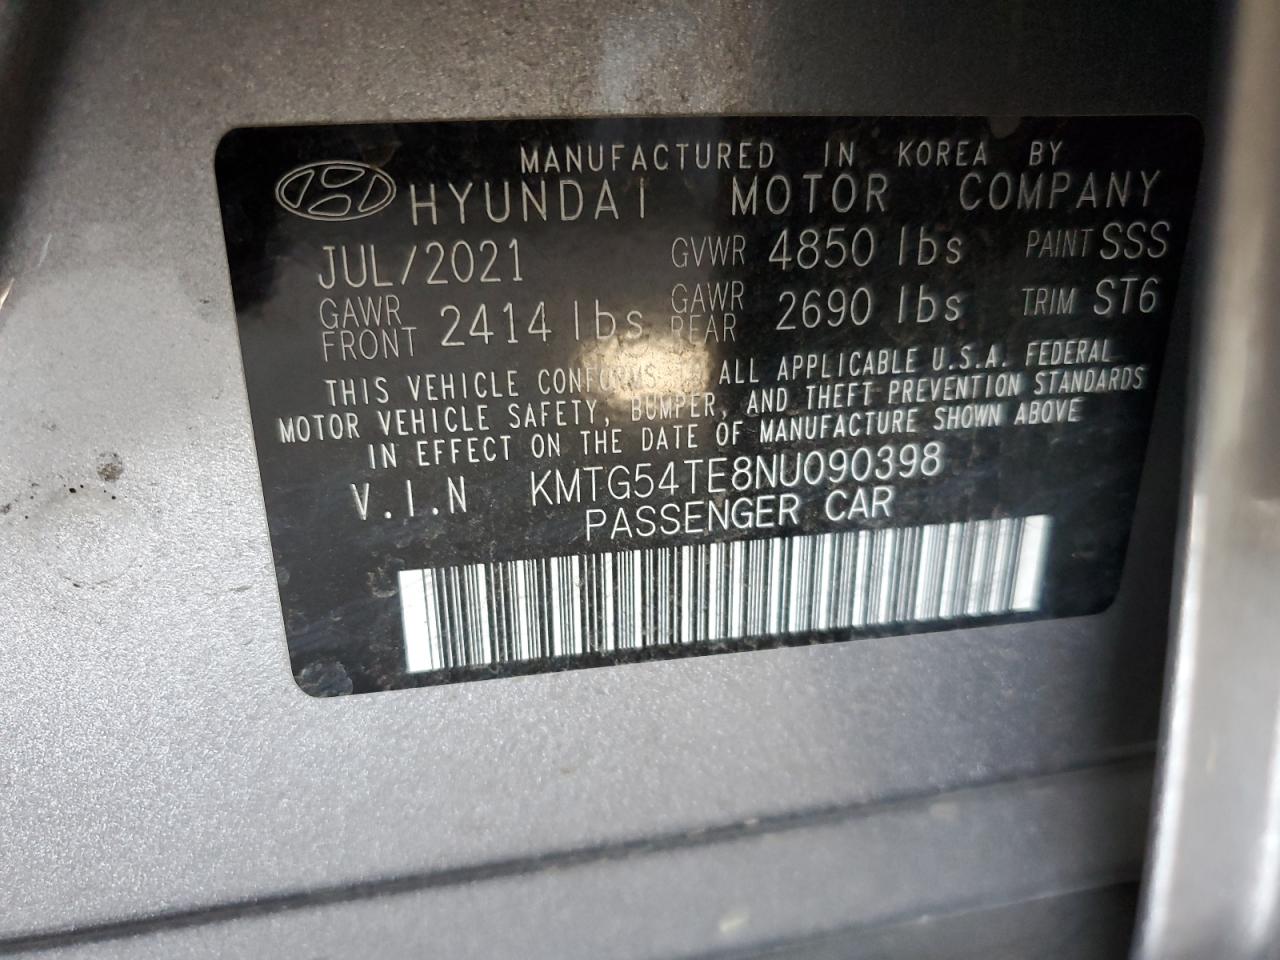 MANUFACTURED IN KOREA BY
HYUNDAI MOTOR COMPANY
JUL/2021 GVWR 4850 lbs PAINT SSS
GAWR FRONT 2414 lbs GAWR REAR 2690 lbs TRIM ST6
THIS VEHICLE CONFORMS TO ALL APPLICABLE U.S.A. FEDERAL
MOTOR VEHICLE SAFETY, BUMPER, AND THEFT PREVENTION STANDARDS
IN EFFECT ON THE DATE OF MANUFACTURE SHOWN ABOVE
V.I.N KMTG54TE8NU090398
PASSENGER CAR